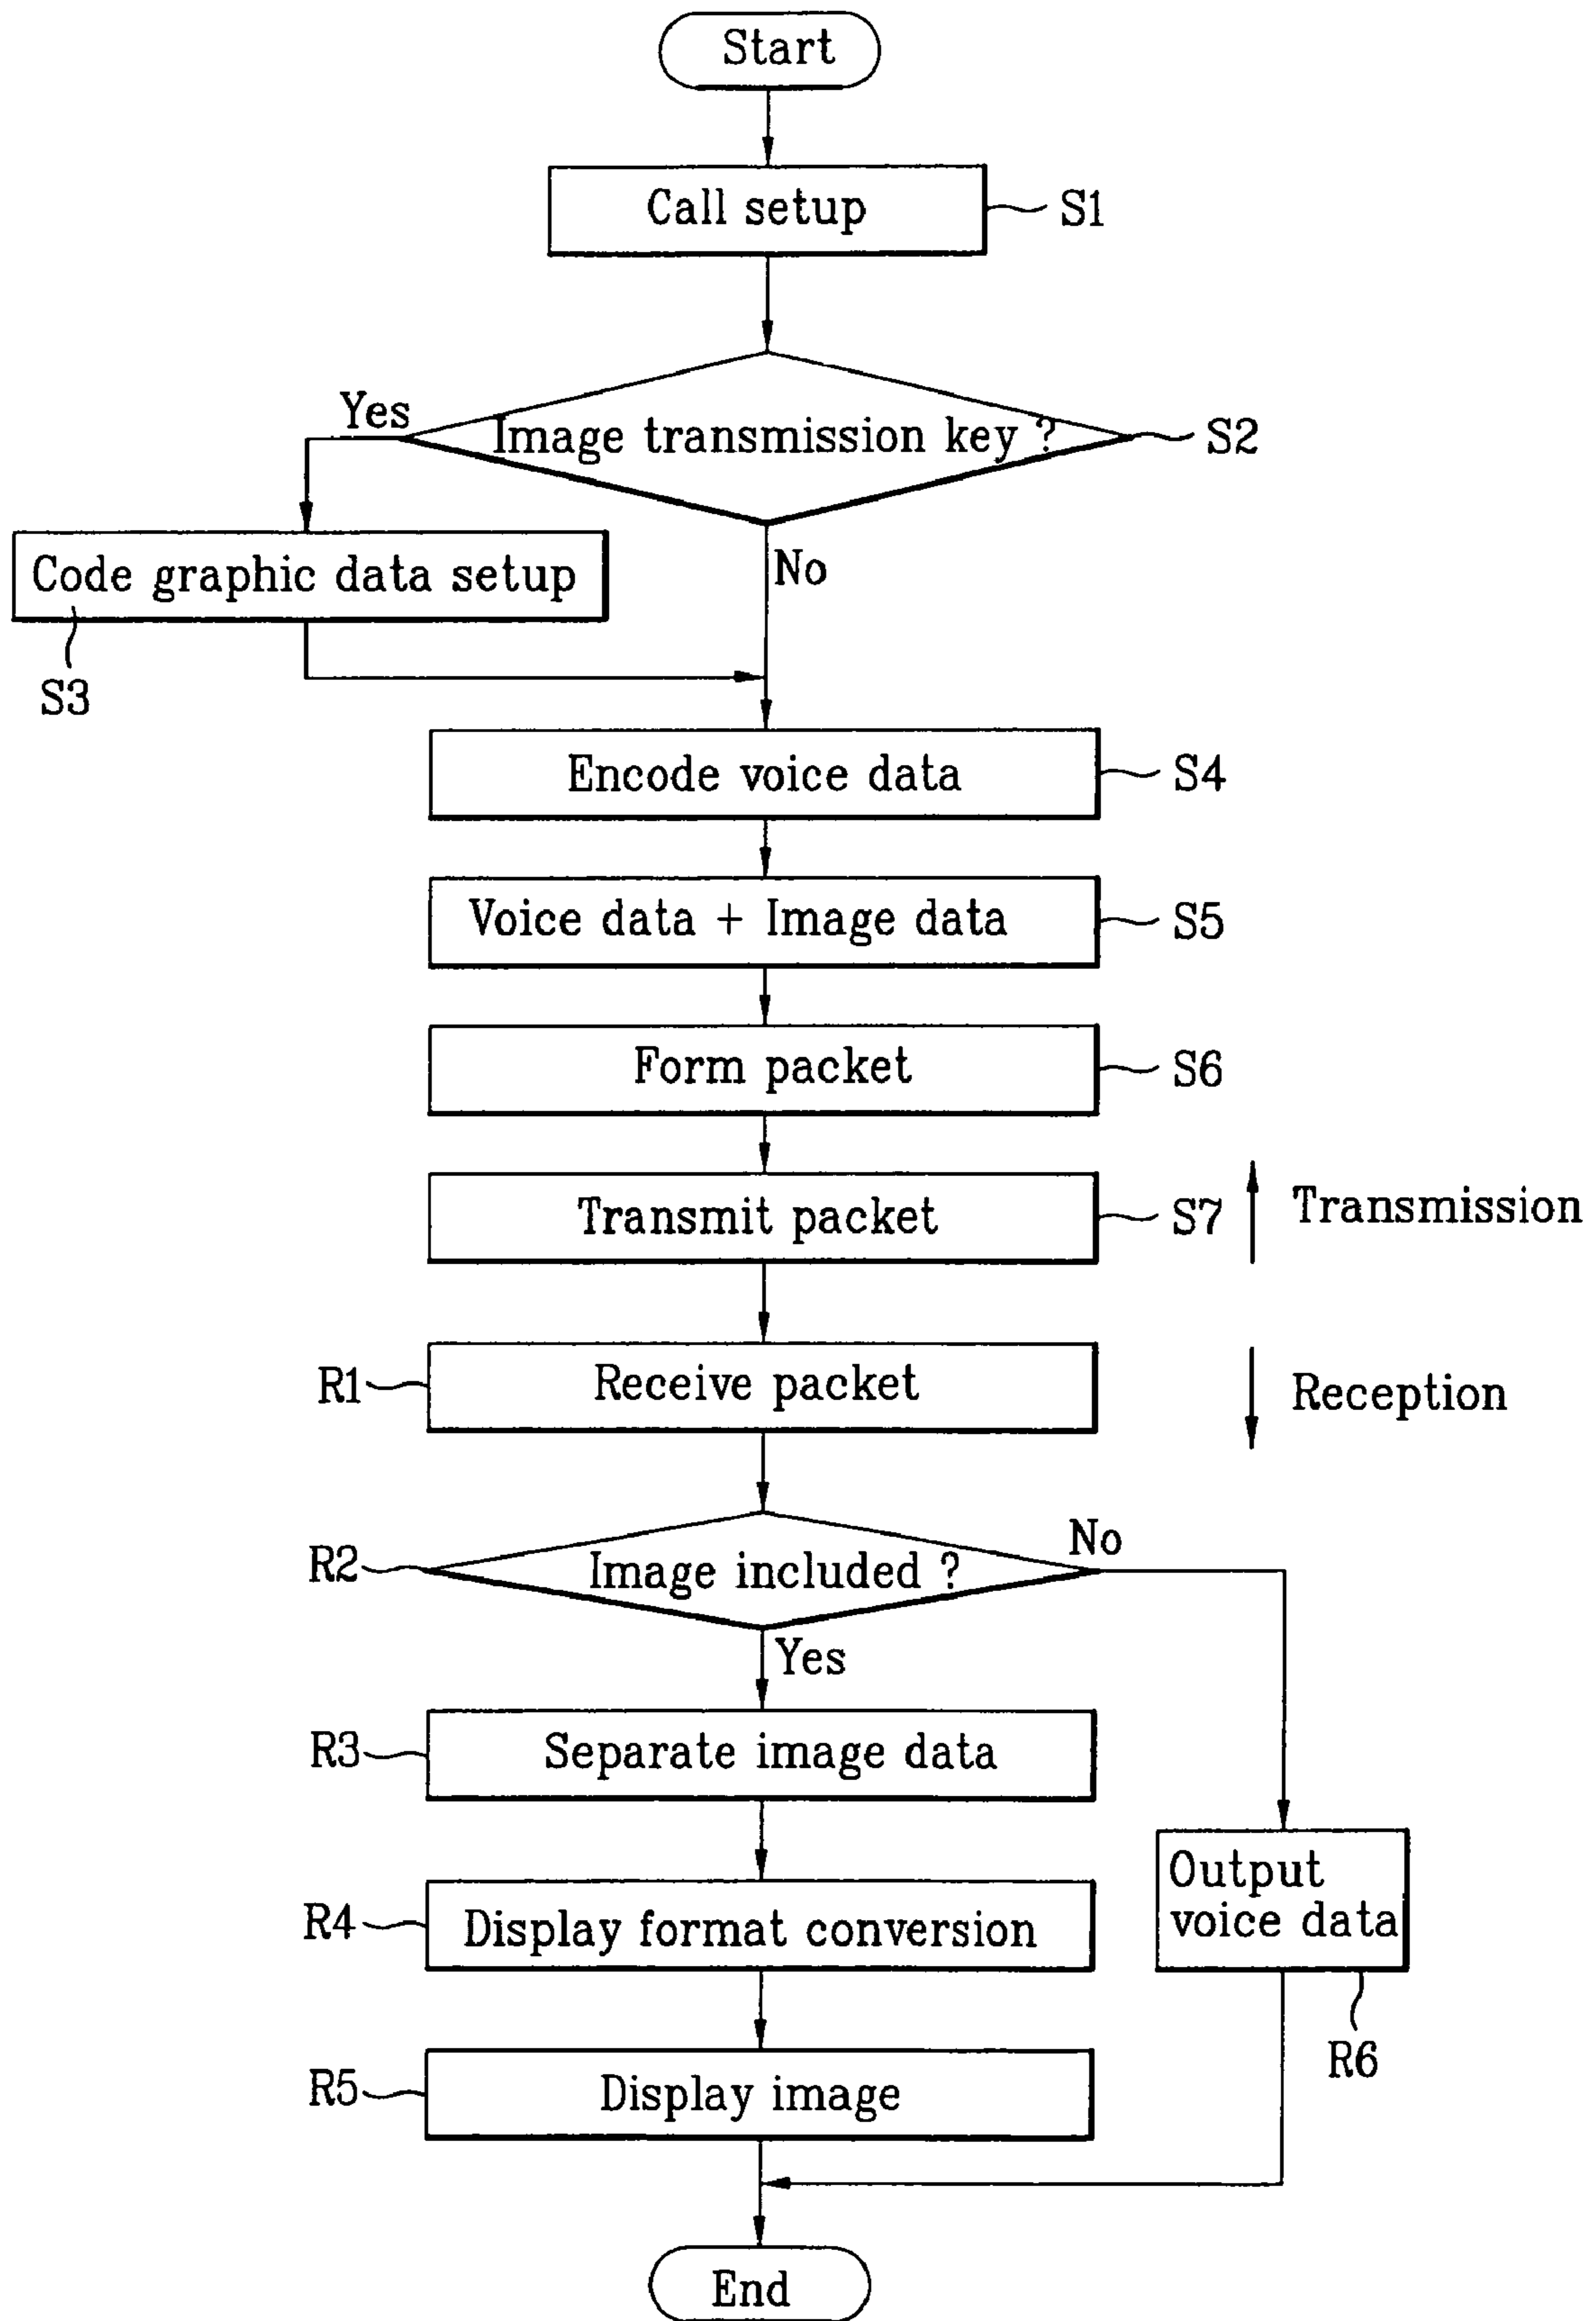 Start
Call setup
S1
Yes
Image transmission key ?
S2
Code graphic data setup
No
S3
Encode voice data
S4
Voice data + Image data
S5
Form packet
S6
Transmit packet
S7
Transmission
R1
Receive packet
Reception
R2
Image included ?
No
Yes
R3
Separate image data
R4
Display format conversion
Output
voice data
R5
Display image
R6
End